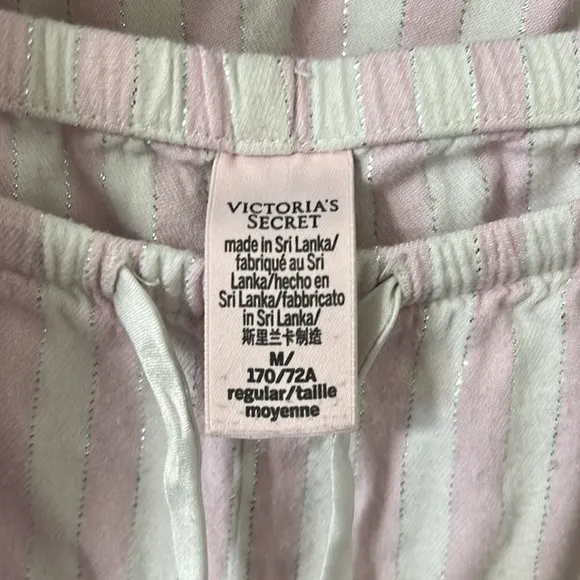 VICTORIA'S
SECRET
made in Sri Lanka/
fabriqué au Sri
Lanka/hecho en
Sri Lanka/fabbricato
in Sri Lanka/
斯里兰卡制造
M/
170/72A
regular/taille
moyenne